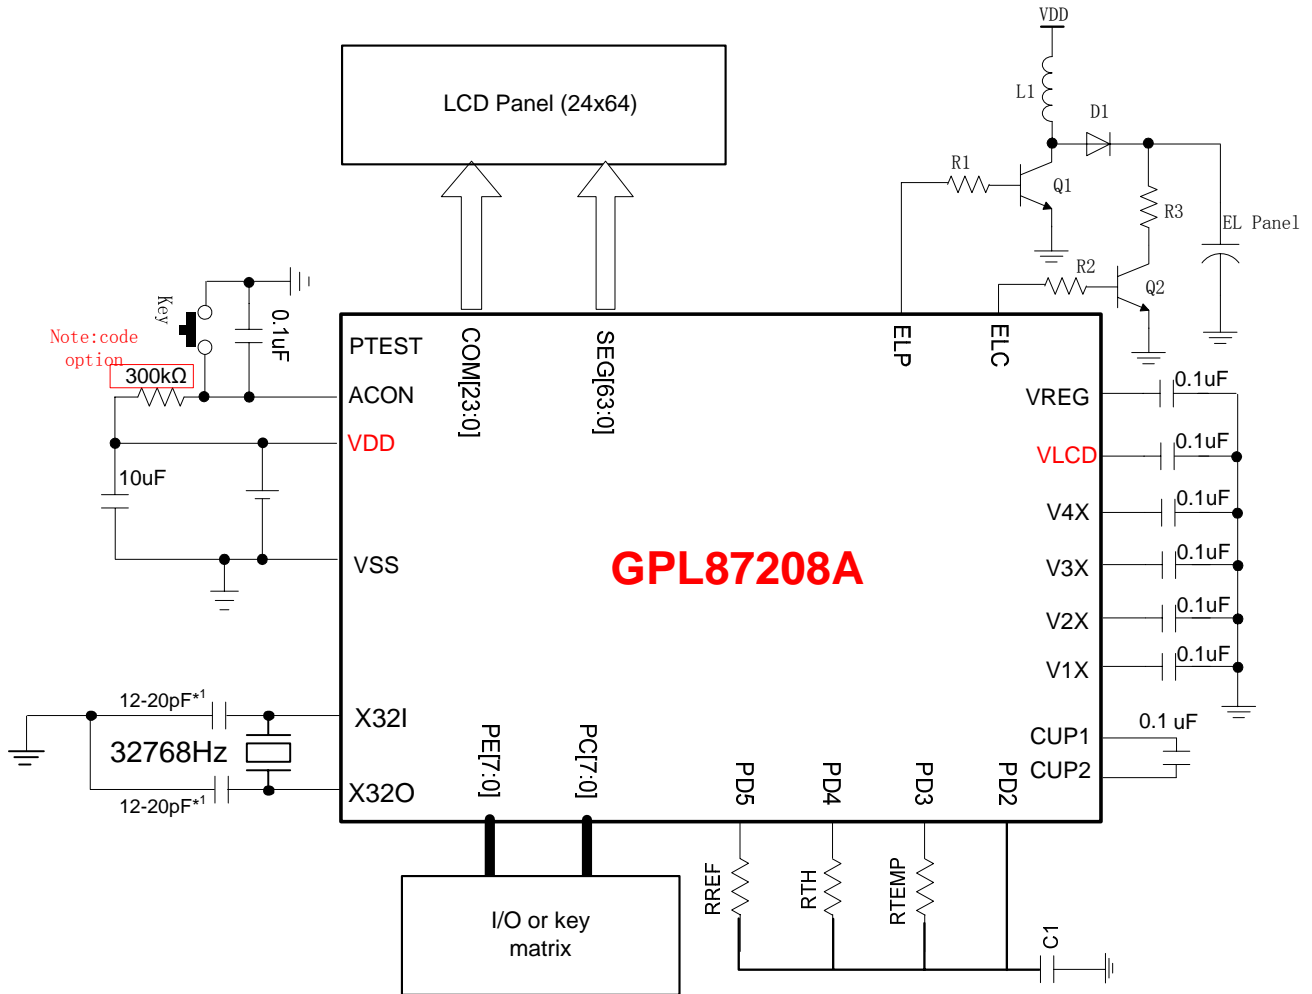 VDD
LCD Panel (24x64)
L1
D1
R1
Q1
R3
EL Panel
R2
Q2
Key
0.1uF
Note:code
option
300kΩ
PTEST
ACON
VDD
10uF
VSS
COM[23:0]
SEG[63:0]
ELP
ELC
VREG
0.1uF
VLCD
0.1uF
V4X
0.1uF
V3X
0.1uF
V2X
0.1uF
V1X
0.1uF
GPL87208A
12-20pF*1
X32I
32768Hz
X32O
12-20pF*1
PE[7:0]
PC[7:0]
PD5
PD4
PD3
PD2
CUP1
CUP2
0.1 uF
RREF
RTH
RTEMP
C1
I/O or key
matrix